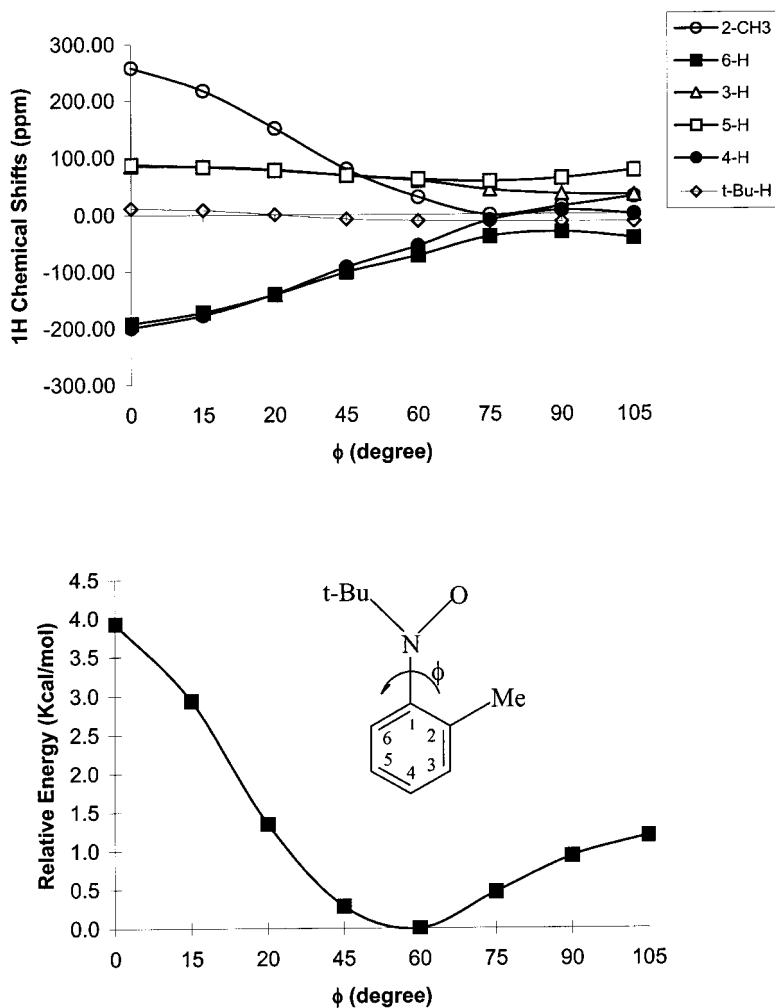 2-CH3
6-H
3-H
5-H
4-H
t-Bu-H
1H Chemical Shifts (ppm)
300.00
200.00
100.00
0.00
-100.00
-200.00
-300.00
0 15 20 45 60 75 90 105
ϕ (degree)
Relative Energy (Kcal/mol)
4.5
4.0
3.5
3.0
2.5
2.0
1.5
1.0
0.5
0.0
t-Bu O
N
ϕ
Me
1
6 2
5 3
4
0 15 20 45 60 75 90 105
ϕ (degree)